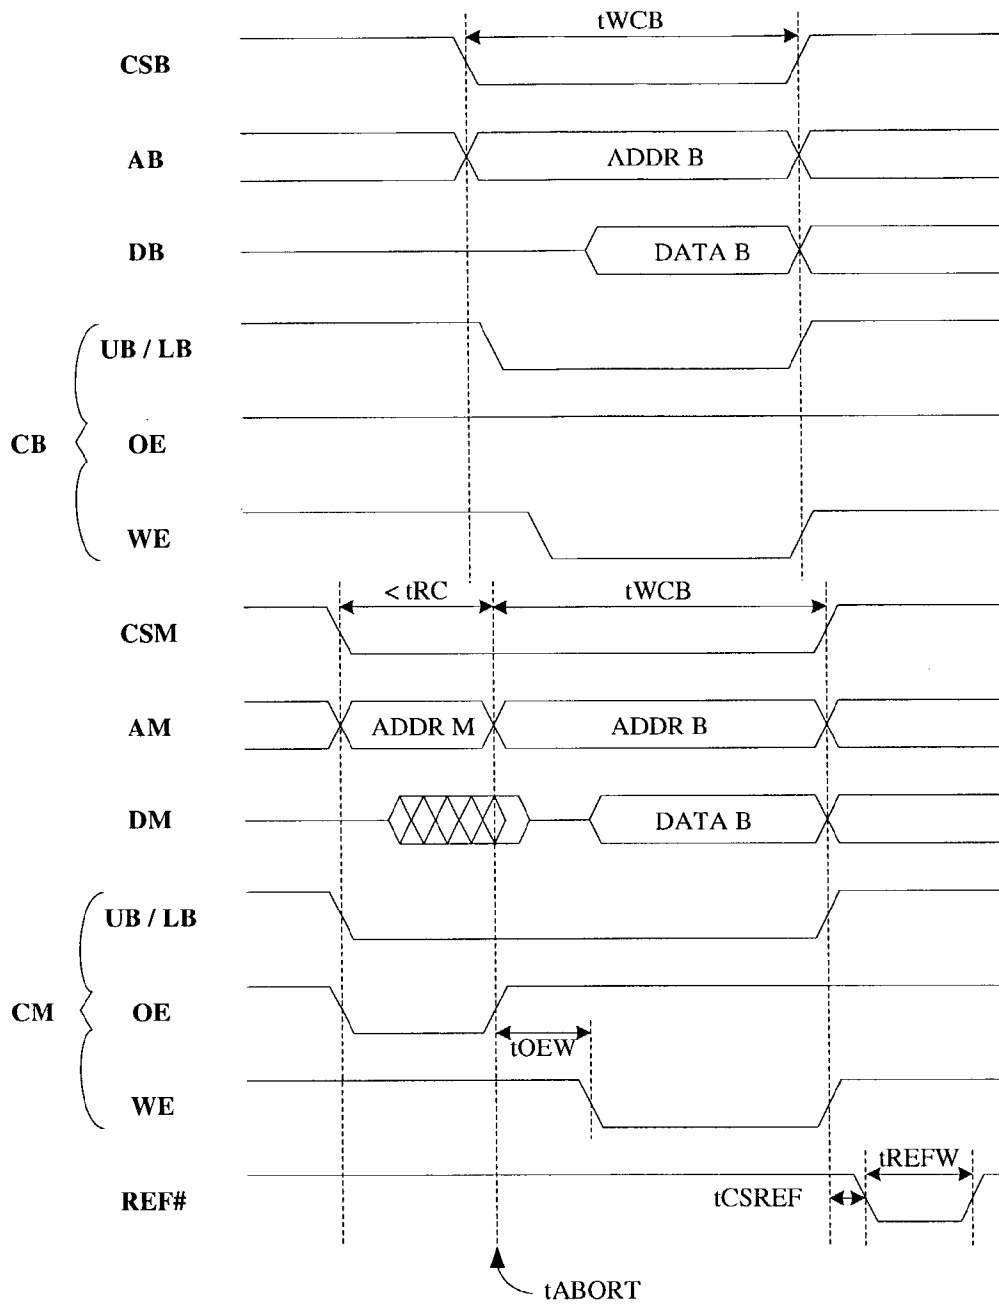 tWCB
CSB
AB
ADDR B
DB
DATA B
UB / LB
CB
OE
WE
< tRC
tWCB
CSM
AM
ADDR M
ADDR B
DM
DATA B
UB / LB
CM
OE
tOEW
WE
tREFW
REF#
tCSREF
tABORT